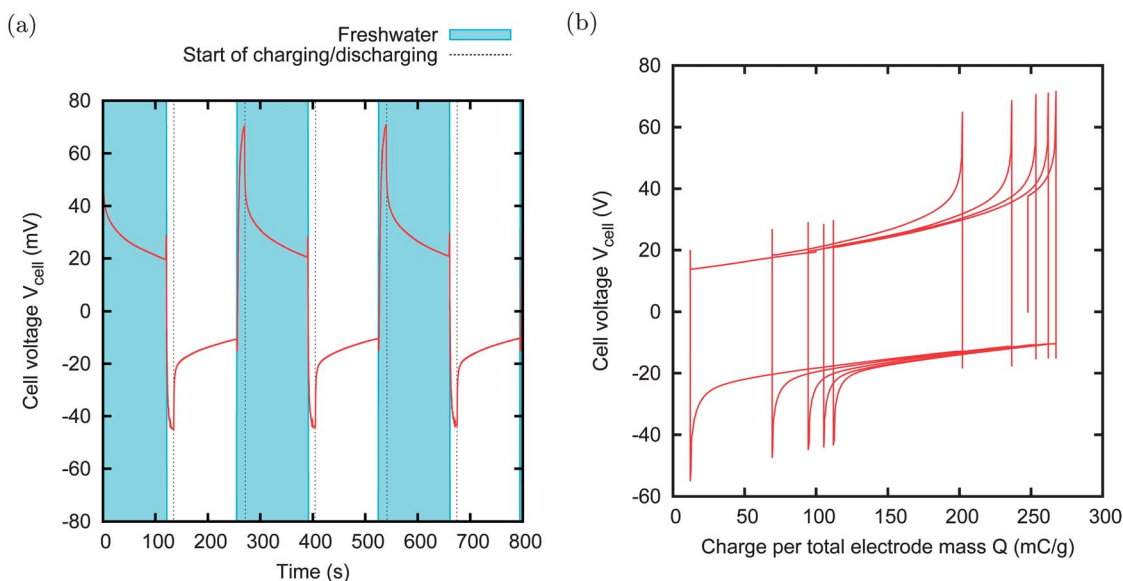 (a)
Freshwater
Start of charging/discharging
80
60
40
20
0
-20
-40
-60
-80
Cell voltage V_cell (mV)
0 100 200 300 400 500 600 700 800
Time (s)
(b)
80
60
40
20
0
-20
-40
-60
Cell voltage V_cell (V)
0 50 100 150 200 250 300
Charge per total electrode mass Q (mC/g)